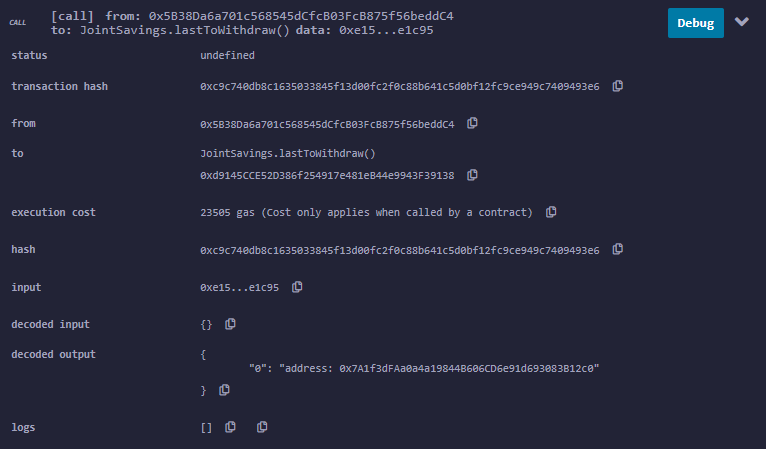 CALL [call] from: 0x5B38Da6a701c568545dCfcB03FcB875f56beddC4
to: JointSavings.lastToWithdraw() data: 0xe15...e1c95
Debug
status undefined
transaction hash 0xc9c740db8c1635033845f13d00fc2f0c88b641c5d0bf12fc9ce949c7409493e6
from 0x5B38Da6a701c568545dCfcB03FcB875f56beddC4
to JointSavings.lastToWithdraw()
0xd9145CCE52D386f254917e481eB44e9943F39138
execution cost 23505 gas (Cost only applies when called by a contract)
hash 0xc9c740db8c1635033845f13d00fc2f0c88b641c5d0bf12fc9ce949c7409493e6
input 0xe15...e1c95
decoded input {}
decoded output {
"0": "address: 0x7A1f3dFAa0a4a19844B606CD6e91d693083B12c0"
}
logs []